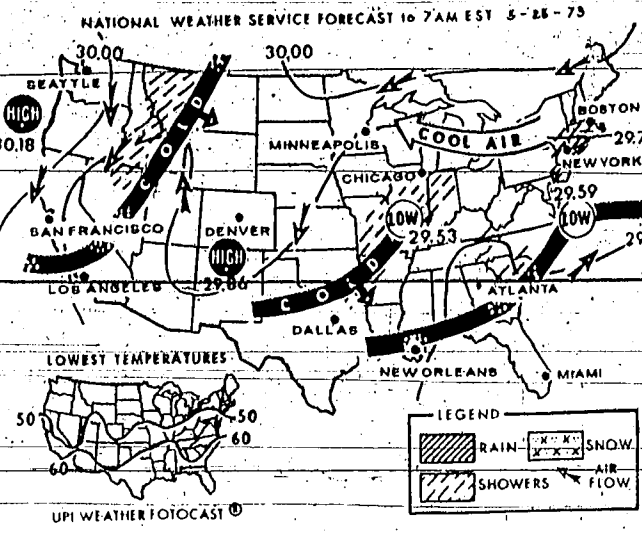 NATIONAL WEATHER SERVICE FORECAST to 7AM EST 5-25-73
30.00
30.00
SEATTLE
HIGH
30.18
COLD
BOSTON
COOL AIR
MINNEAPOLIS
29.7
NEW YORK
CHICAGO
29.59
LOW
LOW
SAN FRANCISCO
DENVER
29.53
29
HIGH
29.86
COLD
LOS ANGELES
ATLANTA
DALLAS
LOWEST TEMPERATURES
NEW ORLEANS
MIAMI
50
50
60
60
LEGEND
RAIN
SNOW
SHOWERS
AIR FLOW
UPI WEATHER FOTOCAST ®